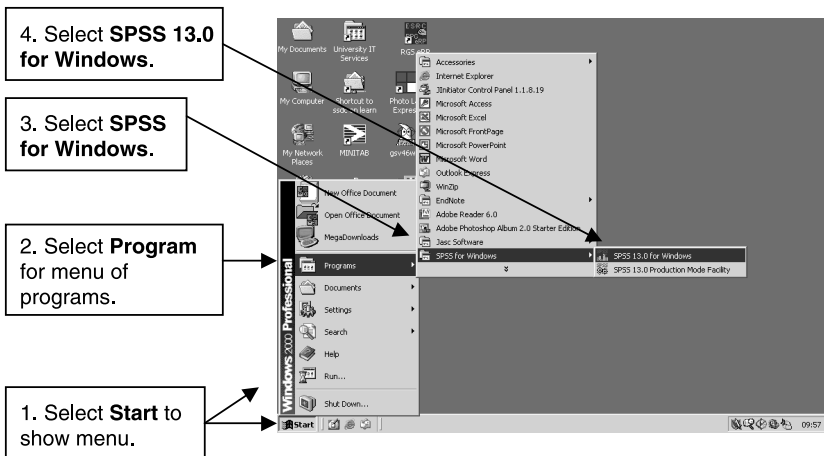 4. Select SPSS 13.0
for Windows.
3. Select SPSS
for Windows.
2. Select Program
for menu of
programs.
1. Select Start to
show menu.
My Documents
University IT
Services
RGS
My Computer
Shortcut to
Photo
Express
ssdc on learn
My Network
Places
MINITAB
Accessories
Internet Explorer
JInitiator Control Panel 1.1.8.19
Microsoft Access
Microsoft Excel
Microsoft FrontPage
Microsoft PowerPoint
Microsoft Word
Outlook Express
WinZip
EndNote
Adobe Reader 6.0
Adobe Photoshop Album 2.0 Starter Edition
Jasc Software
SPSS for Windows
SPSS 13.0 for Windows
SPSS 13.0 Production Mode Facility
New Office Document
Open Office Document
MegaDownloads
Programs
Documents
Settings
Search
Help
Run...
Shut Down...
Windows 2000 Professional
Start
09:57